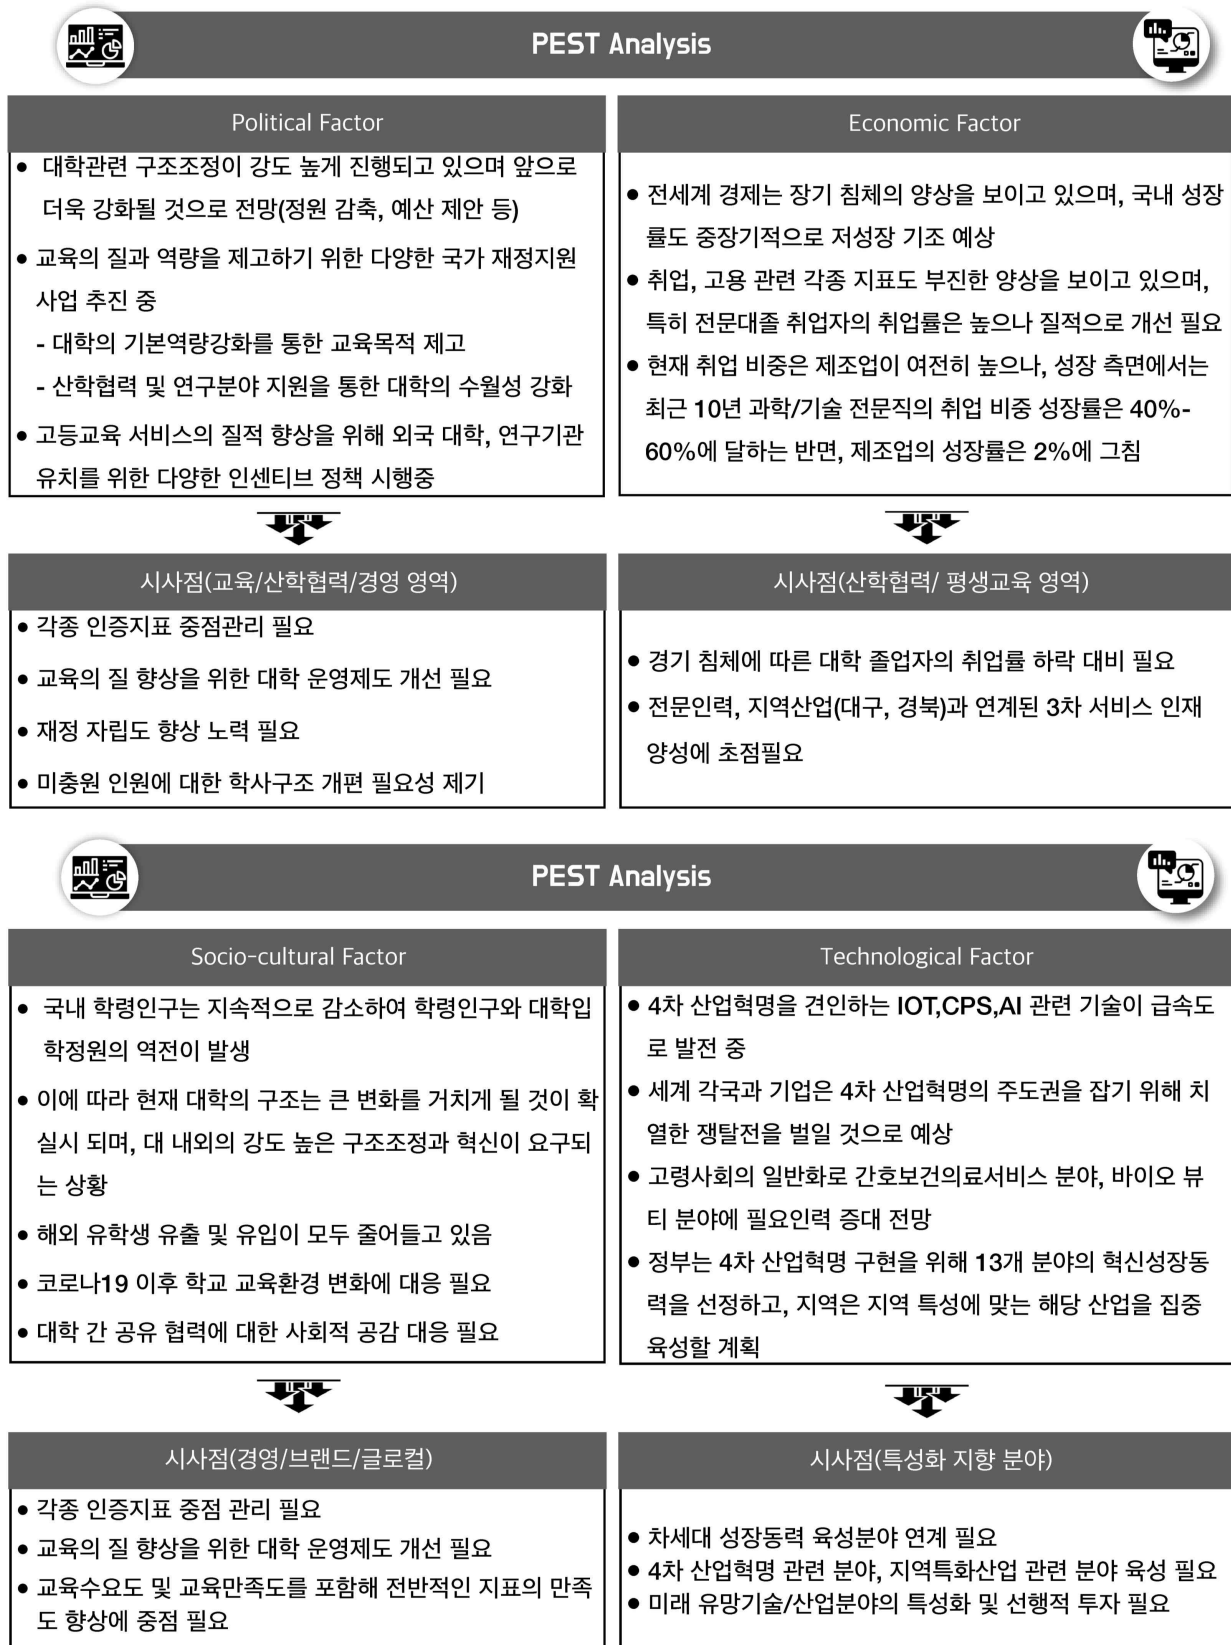 PEST Analysis
Political Factor
● 대학관련 구조조정이 강도 높게 진행되고 있으며 앞으로
더욱 강화될 것으로 전망(정원 감축, 예산 제안 등)
● 교육의 질과 역량을 제고하기 위한 다양한 국가 재정지원
사업 추진 중
- 대학의 기본역량강화를 통한 교육목적 제고
- 산학협력 및 연구분야 지원을 통한 대학의 수월성 강화
● 고등교육 서비스의 질적 향상을 위해 외국 대학, 연구기관
유치를 위한 다양한 인센티브 정책 시행중
Economic Factor
● 전세계 경제는 장기 침체의 양상을 보이고 있으며, 국내 성장
률도 중장기적으로 저성장 기조 예상
● 취업, 고용 관련 각종 지표도 부진한 양상을 보이고 있으며,
특히 전문대졸 취업자의 취업률은 높으나 질적으로 개선 필요
● 현재 취업 비중은 제조업이 여전히 높으나, 성장 측면에서는
최근 10년 과학/기술 전문직의 취업 비중 성장률은 40%-
60%에 달하는 반면, 제조업의 성장률은 2%에 그침
시사점(교육/산학협력/경영 영역)
● 각종 인증지표 중점관리 필요
● 교육의 질 향상을 위한 대학 운영제도 개선 필요
● 재정 자립도 향상 노력 필요
● 미충원 인원에 대한 학사구조 개편 필요성 제기
시사점(산학협력/ 평생교육 영역)
● 경기 침체에 따른 대학 졸업자의 취업률 하락 대비 필요
● 전문인력, 지역산업(대구, 경북)과 연계된 3차 서비스 인재
양성에 초점필요
PEST Analysis
Socio-cultural Factor
● 국내 학령인구는 지속적으로 감소하여 학령인구와 대학입
학정원의 역전이 발생
● 이에 따라 현재 대학의 구조는 큰 변화를 거치게 될 것이 확
실시 되며, 대 내외의 강도 높은 구조조정과 혁신이 요구되
는 상황
● 해외 유학생 유출 및 유입이 모두 줄어들고 있음
● 코로나19 이후 학교 교육환경 변화에 대응 필요
● 대학 간 공유 협력에 대한 사회적 공감 대응 필요
Technological Factor
● 4차 산업혁명을 견인하는 IOT,CPS,AI 관련 기술이 급속도
로 발전 중
● 세계 각국과 기업은 4차 산업혁명의 주도권을 잡기 위해 치
열한 쟁탈전을 벌일 것으로 예상
● 고령사회의 일반화로 간호보건의료서비스 분야, 바이오 뷰
티 분야에 필요인력 증대 전망
● 정부는 4차 산업혁명 구현을 위해 13개 분야의 혁신성장동
력을 선정하고, 지역은 지역 특성에 맞는 해당 산업을 집중
육성할 계획
시사점(경영/브랜드/글로컬)
● 각종 인증지표 중점 관리 필요
● 교육의 질 향상을 위한 대학 운영제도 개선 필요
● 교육수요도 및 교육만족도를 포함해 전반적인 지표의 만족
도 향상에 중점 필요
시사점(특성화 지향 분야)
● 차세대 성장동력 육성분야 연계 필요
● 4차 산업혁명 관련 분야, 지역특화산업 관련 분야 육성 필요
● 미래 유망기술/산업분야의 특성화 및 선행적 투자 필요